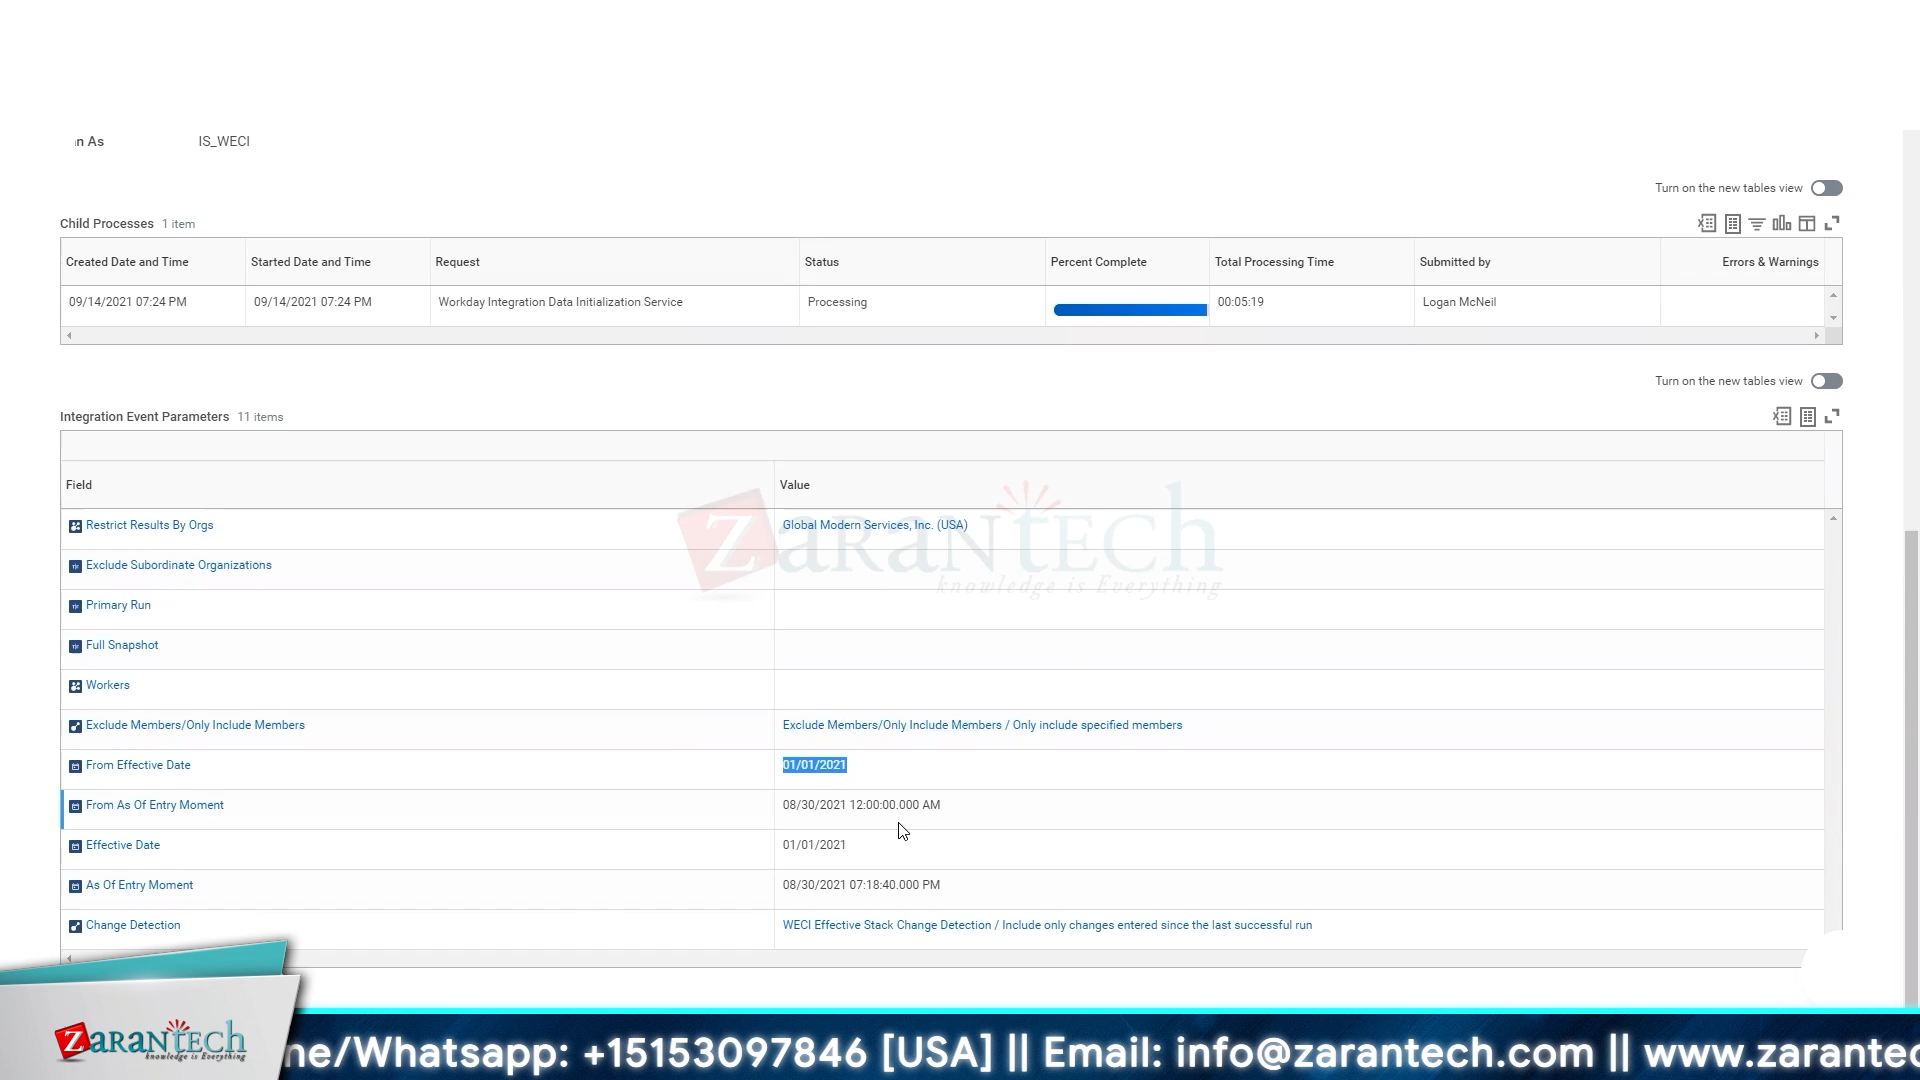 n As IS_WECI
Turn on the new tables view
Child Processes 1 item
Created Date and Time Started Date and Time Request Status Percent Complete Total Processing Time Submitted by Errors & Warnings
09/14/2021 07:24 PM 09/14/2021 07:24 PM Workday Integration Data Initialization Service Processing 00:05:19 Logan McNeil
Turn on the new tables view
Integration Event Parameters 11 items
Field Value
Restrict Results By Orgs Global Modern Services, Inc. (USA)
Exclude Subordinate Organizations
Primary Run
Full Snapshot
Workers
Exclude Members/Only Include Members Exclude Members/Only Include Members / Only include specified members
From Effective Date 01/01/2021
From As Of Entry Moment 08/30/2021 12:00:00.000 AM
Effective Date 01/01/2021
As Of Entry Moment 08/30/2021 07:18:40.000 PM
Change Detection WECI Effective Stack Change Detection / Include only changes entered since the last successful run
ZaranTech
knowledge is Everything
ZaranTech
knowledge is Everything
ne/Whatsapp: +15153097846 [USA] || Email: info@zarantech.com || www.zarantec